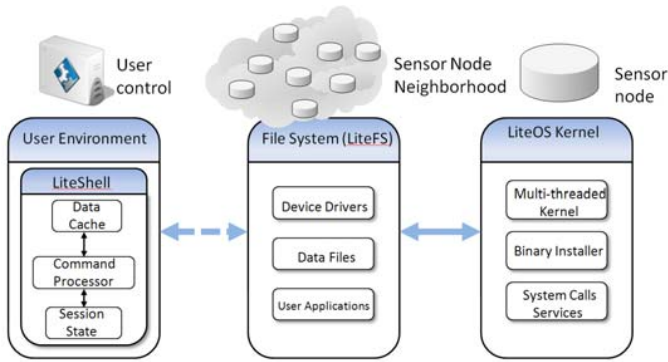 User
control
Sensor Node
Neighborhood
Sensor
node
User Environment
LiteShell
Data
Cache
Command
Processor
Session
State
File System (LiteFS)
Device Drivers
Data Files
User Applications
LiteOS Kernel
Multi-threaded
Kernel
Binary Installer
System Calls
Services